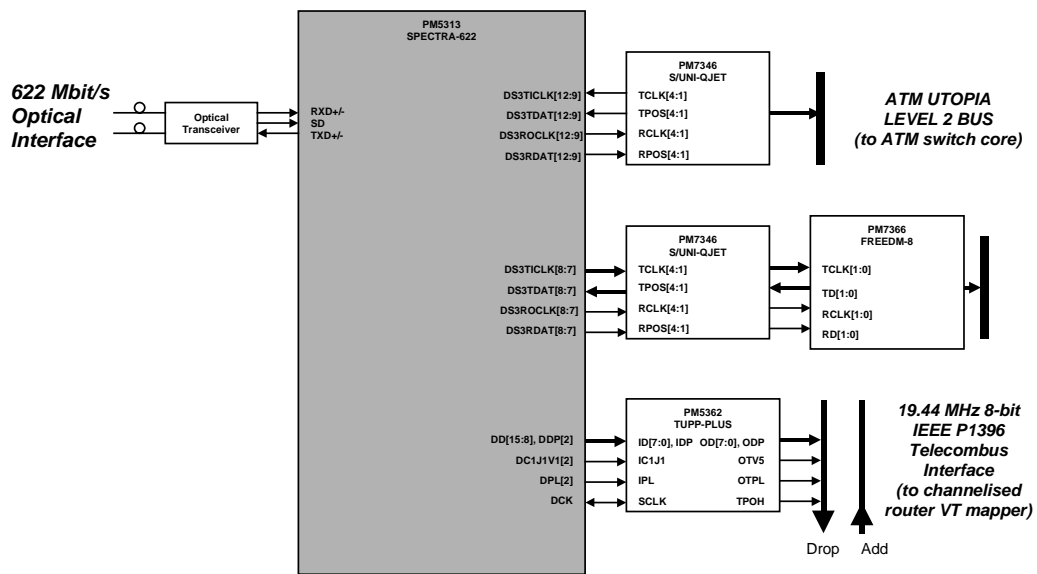 PM5313
SPECTRA-622
622 Mbit/s
Optical
Interface
Optical
Transceiver
RXD+/-
SD
TXD+/-
DS3TICLK[12:9]
DS3TDAT[12:9]
DS3ROCLK[12:9]
DS3RDAT[12:9]
PM7346
S/UNI-QJET
TCLK[4:1]
TPOS[4:1]
RCLK[4:1]
RPOS[4:1]
ATM UTOPIA
LEVEL 2 BUS
(to ATM switch core)
DS3TICLK[8:7]
DS3TDAT[8:7]
DS3ROCLK[8:7]
DS3RDAT[8:7]
PM7346
S/UNI-QJET
TCLK[4:1]
TPOS[4:1]
RCLK[4:1]
RPOS[4:1]
PM7366
FREEDM-8
TCLK[1:0]
TD[1:0]
RCLK[1:0]
RD[1:0]
DD[15:8], DDP[2]
DC1J1V1[2]
DPL[2]
DCK
PM5362
TUPP-PLUS
ID[7:0], IDP OD[7:0], ODP
IC1J1 OTV5
IPL OTPL
SCLK TPOH
19.44 MHz 8-bit
IEEE P1396
Telecombus
Interface
(to channelised
router VT mapper)
Drop Add